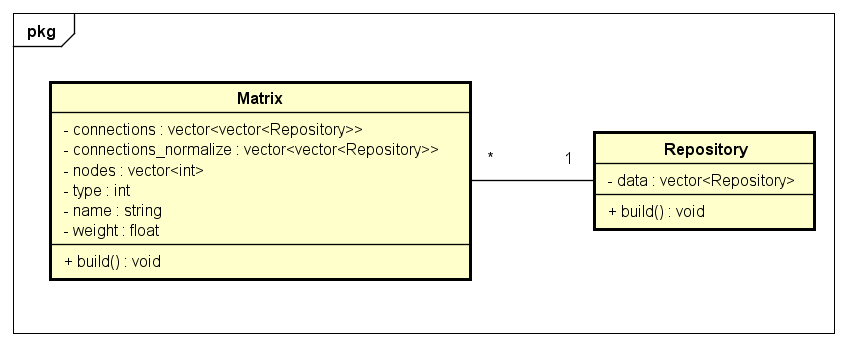 pkg
Matrix
- connections : vector<vector<Repository>>
- connections_normalize : vector<vector<Repository>>
- nodes : vector<int>
- type : int
- name : string
- weight : float
+ build() : void
* 1
Repository
- data : vector<Repository>
+ build() : void